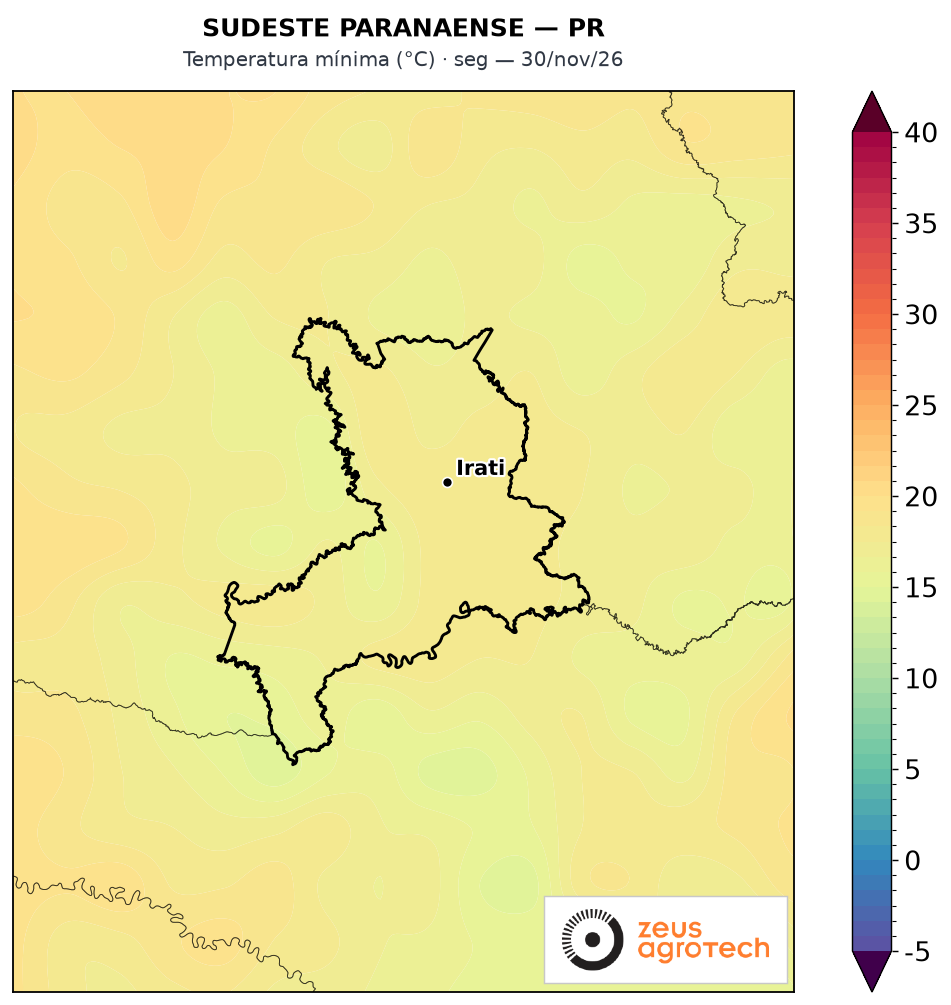 SUDESTE PARANAENSE — PR
Temperatura mínima (°C) · seg — 30/nov/26
40
35
30
25
20
15
10
5
0
-5
Irati
zeus
agrotech